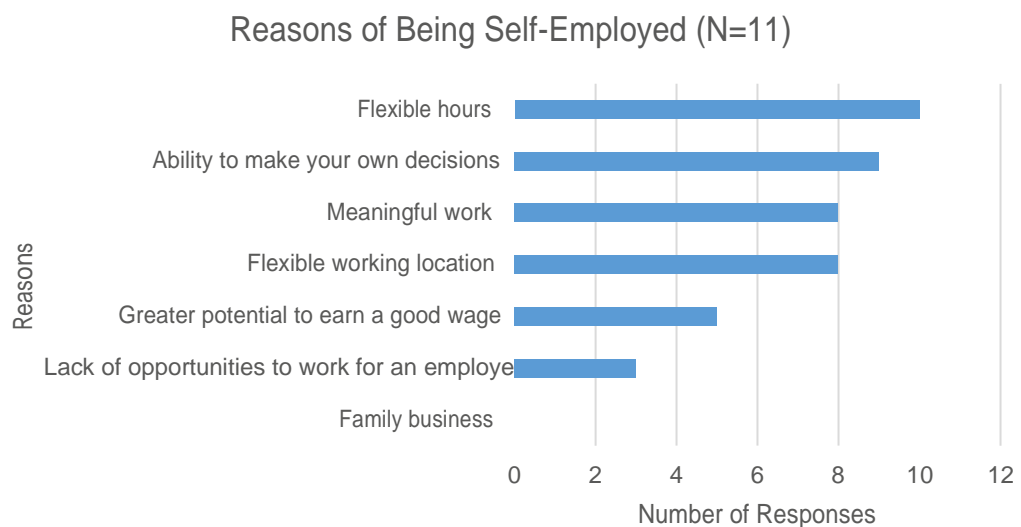 Reasons of Being Self-Employed (N=11)
Flexible hours
Ability to make your own decisions
Meaningful work
Flexible working location
Greater potential to earn a good wage
Lack of opportunities to work for an employe
Family business
Reasons
0 2 4 6 8 10 12
Number of Responses